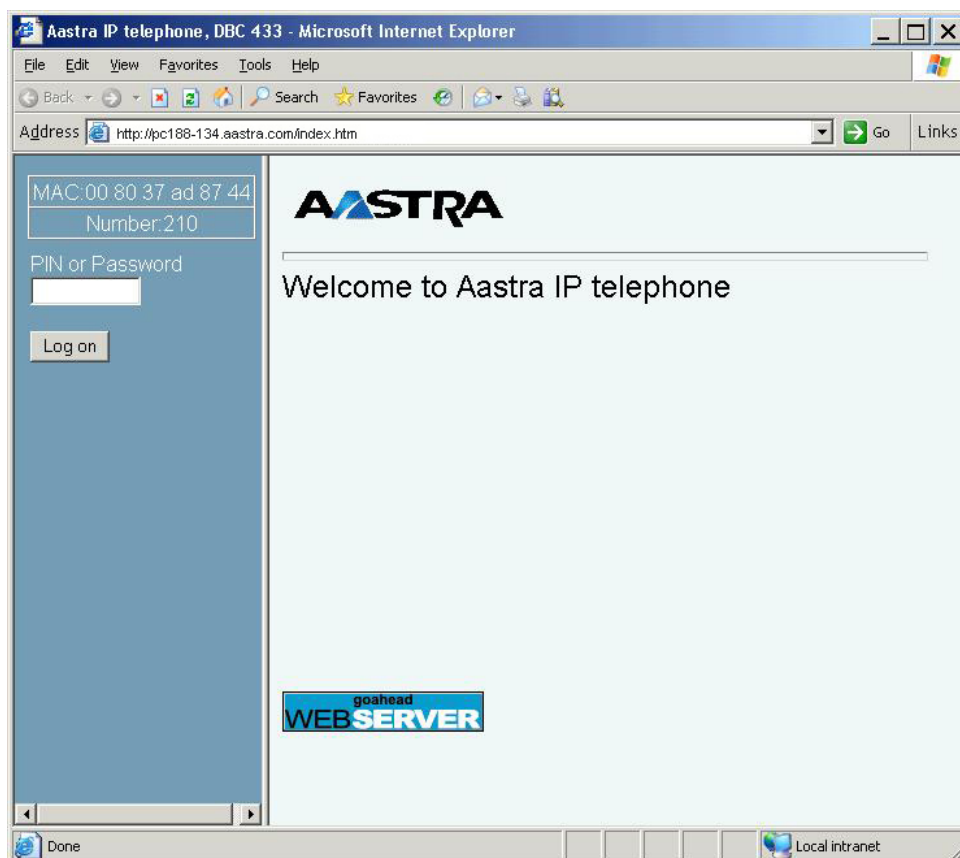 Aastra IP telephone, DBC 433 - Microsoft Internet Explorer
File Edit View Favorites Tools Help
Back Search Favorites
Address http://pc188-134.aastra.com/index.htm Go Links
MAC:00 80 37 ad 87 44
Number:210
PIN or Password
Log on
AASTRA
Welcome to Aastra IP telephone
goahead
WEBSERVER
Done Local intranet